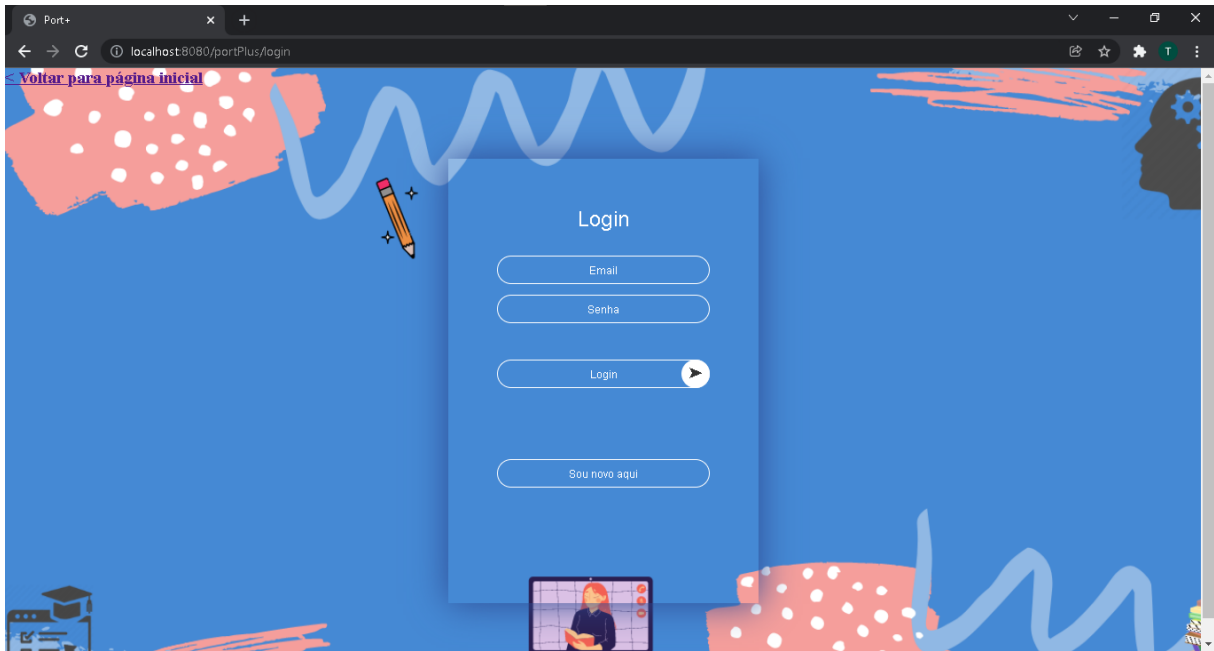 Port+
localhost:8080/portPlus/login
T
< Voltar para página inicial
Login
Email
Senha
Login
Sou novo aqui